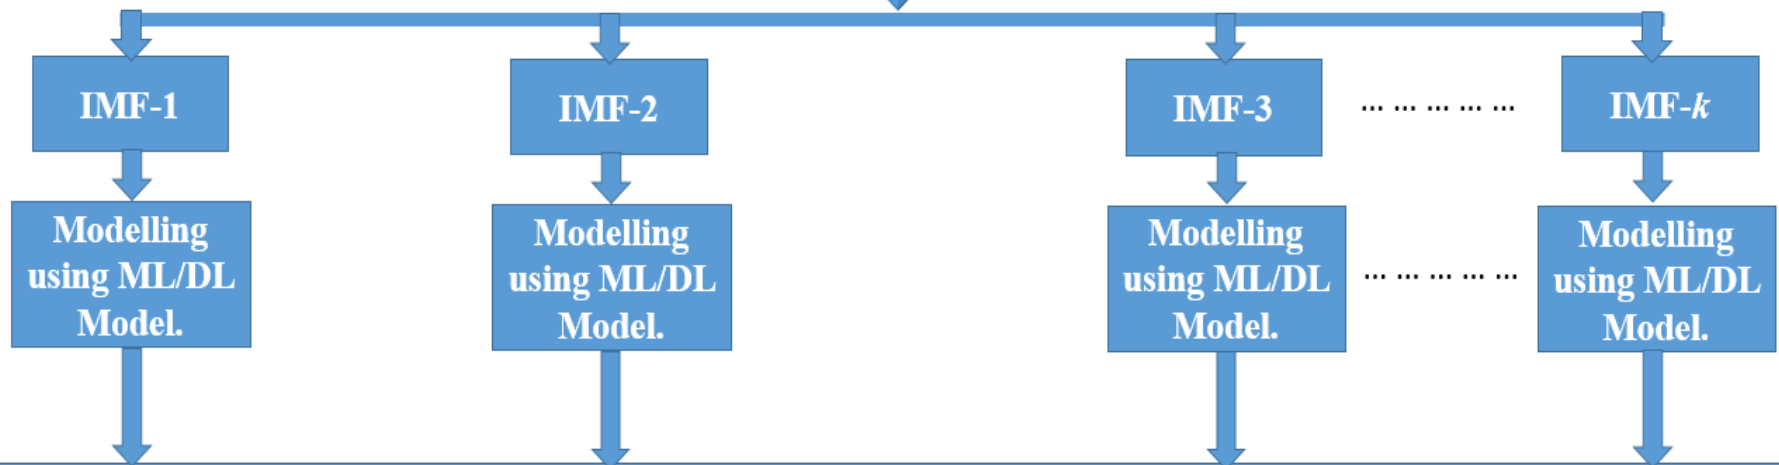 IMF-1
IMF-2
IMF-3
... ... ... ... ...
IMF-k
Modelling
using ML/DL
Model.
Modelling
using ML/DL
Model.
Modelling
using ML/DL
Model.
... ... ... ... ...
Modelling
using ML/DL
Model.